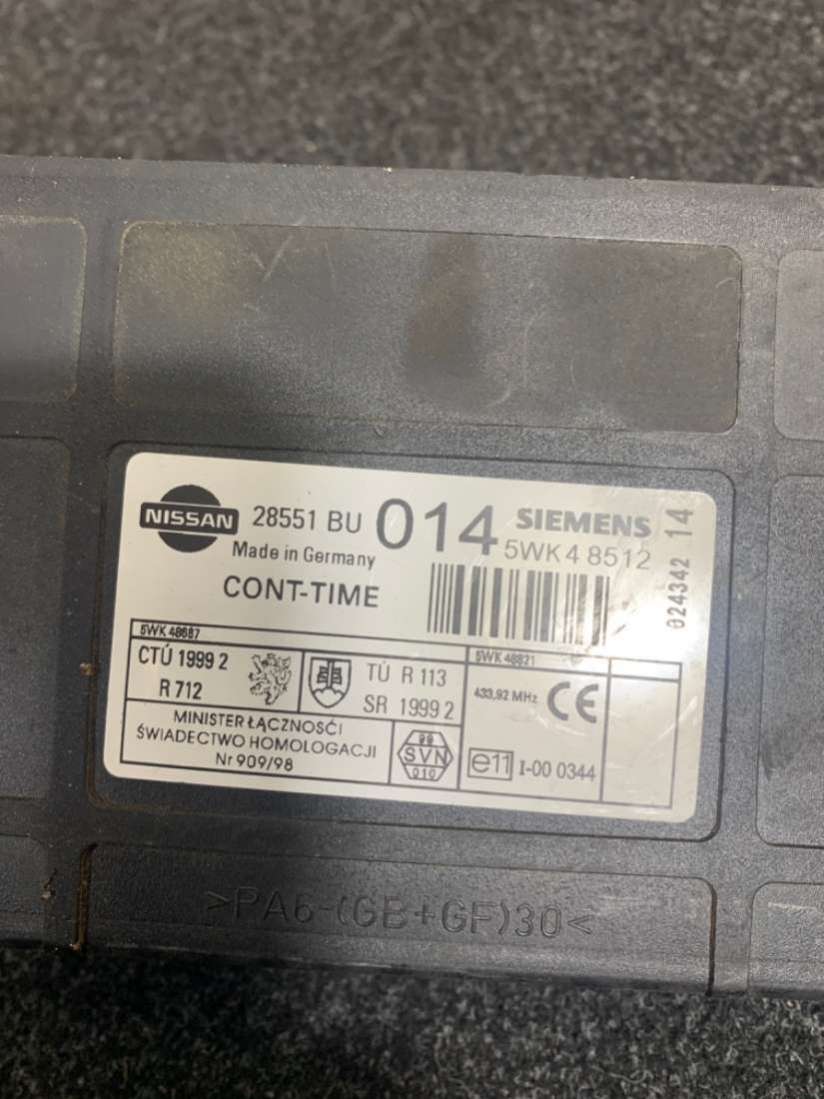 NISSAN 28551 BU 014 SIEMENS
Made in Germany 5WK4 8512
CONT-TIME
024342 14
5WK 48687
CTÚ 1999 2
R 712
TÚ R 113
SR 1999 2
5WK 48821
433,92 MHz CE
MINISTER ŁĄCZNOŚCI
ŚWIADECTWO HOMOLOGACJI
Nr 909/98
99
SVN
010
e11 I-00 0344
>PA6-(GB+GF)30<